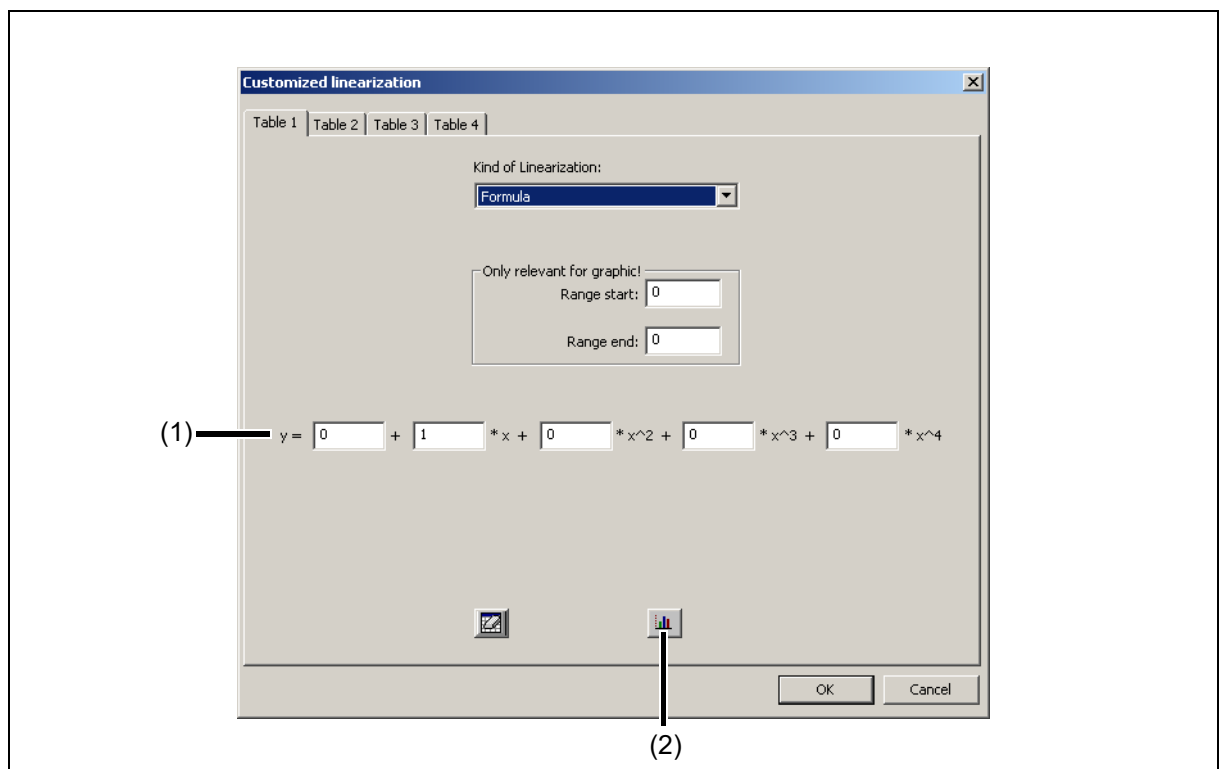 Customized linearization
Table 1 Table 2 Table 3 Table 4
Kind of Linearization:
Formula
Only relevant for graphic!
Range start: 0
Range end: 0
(1) y = 0 + 1 * x + 0 * x^2 + 0 * x^3 + 0 * x^4
OK Cancel
(2)